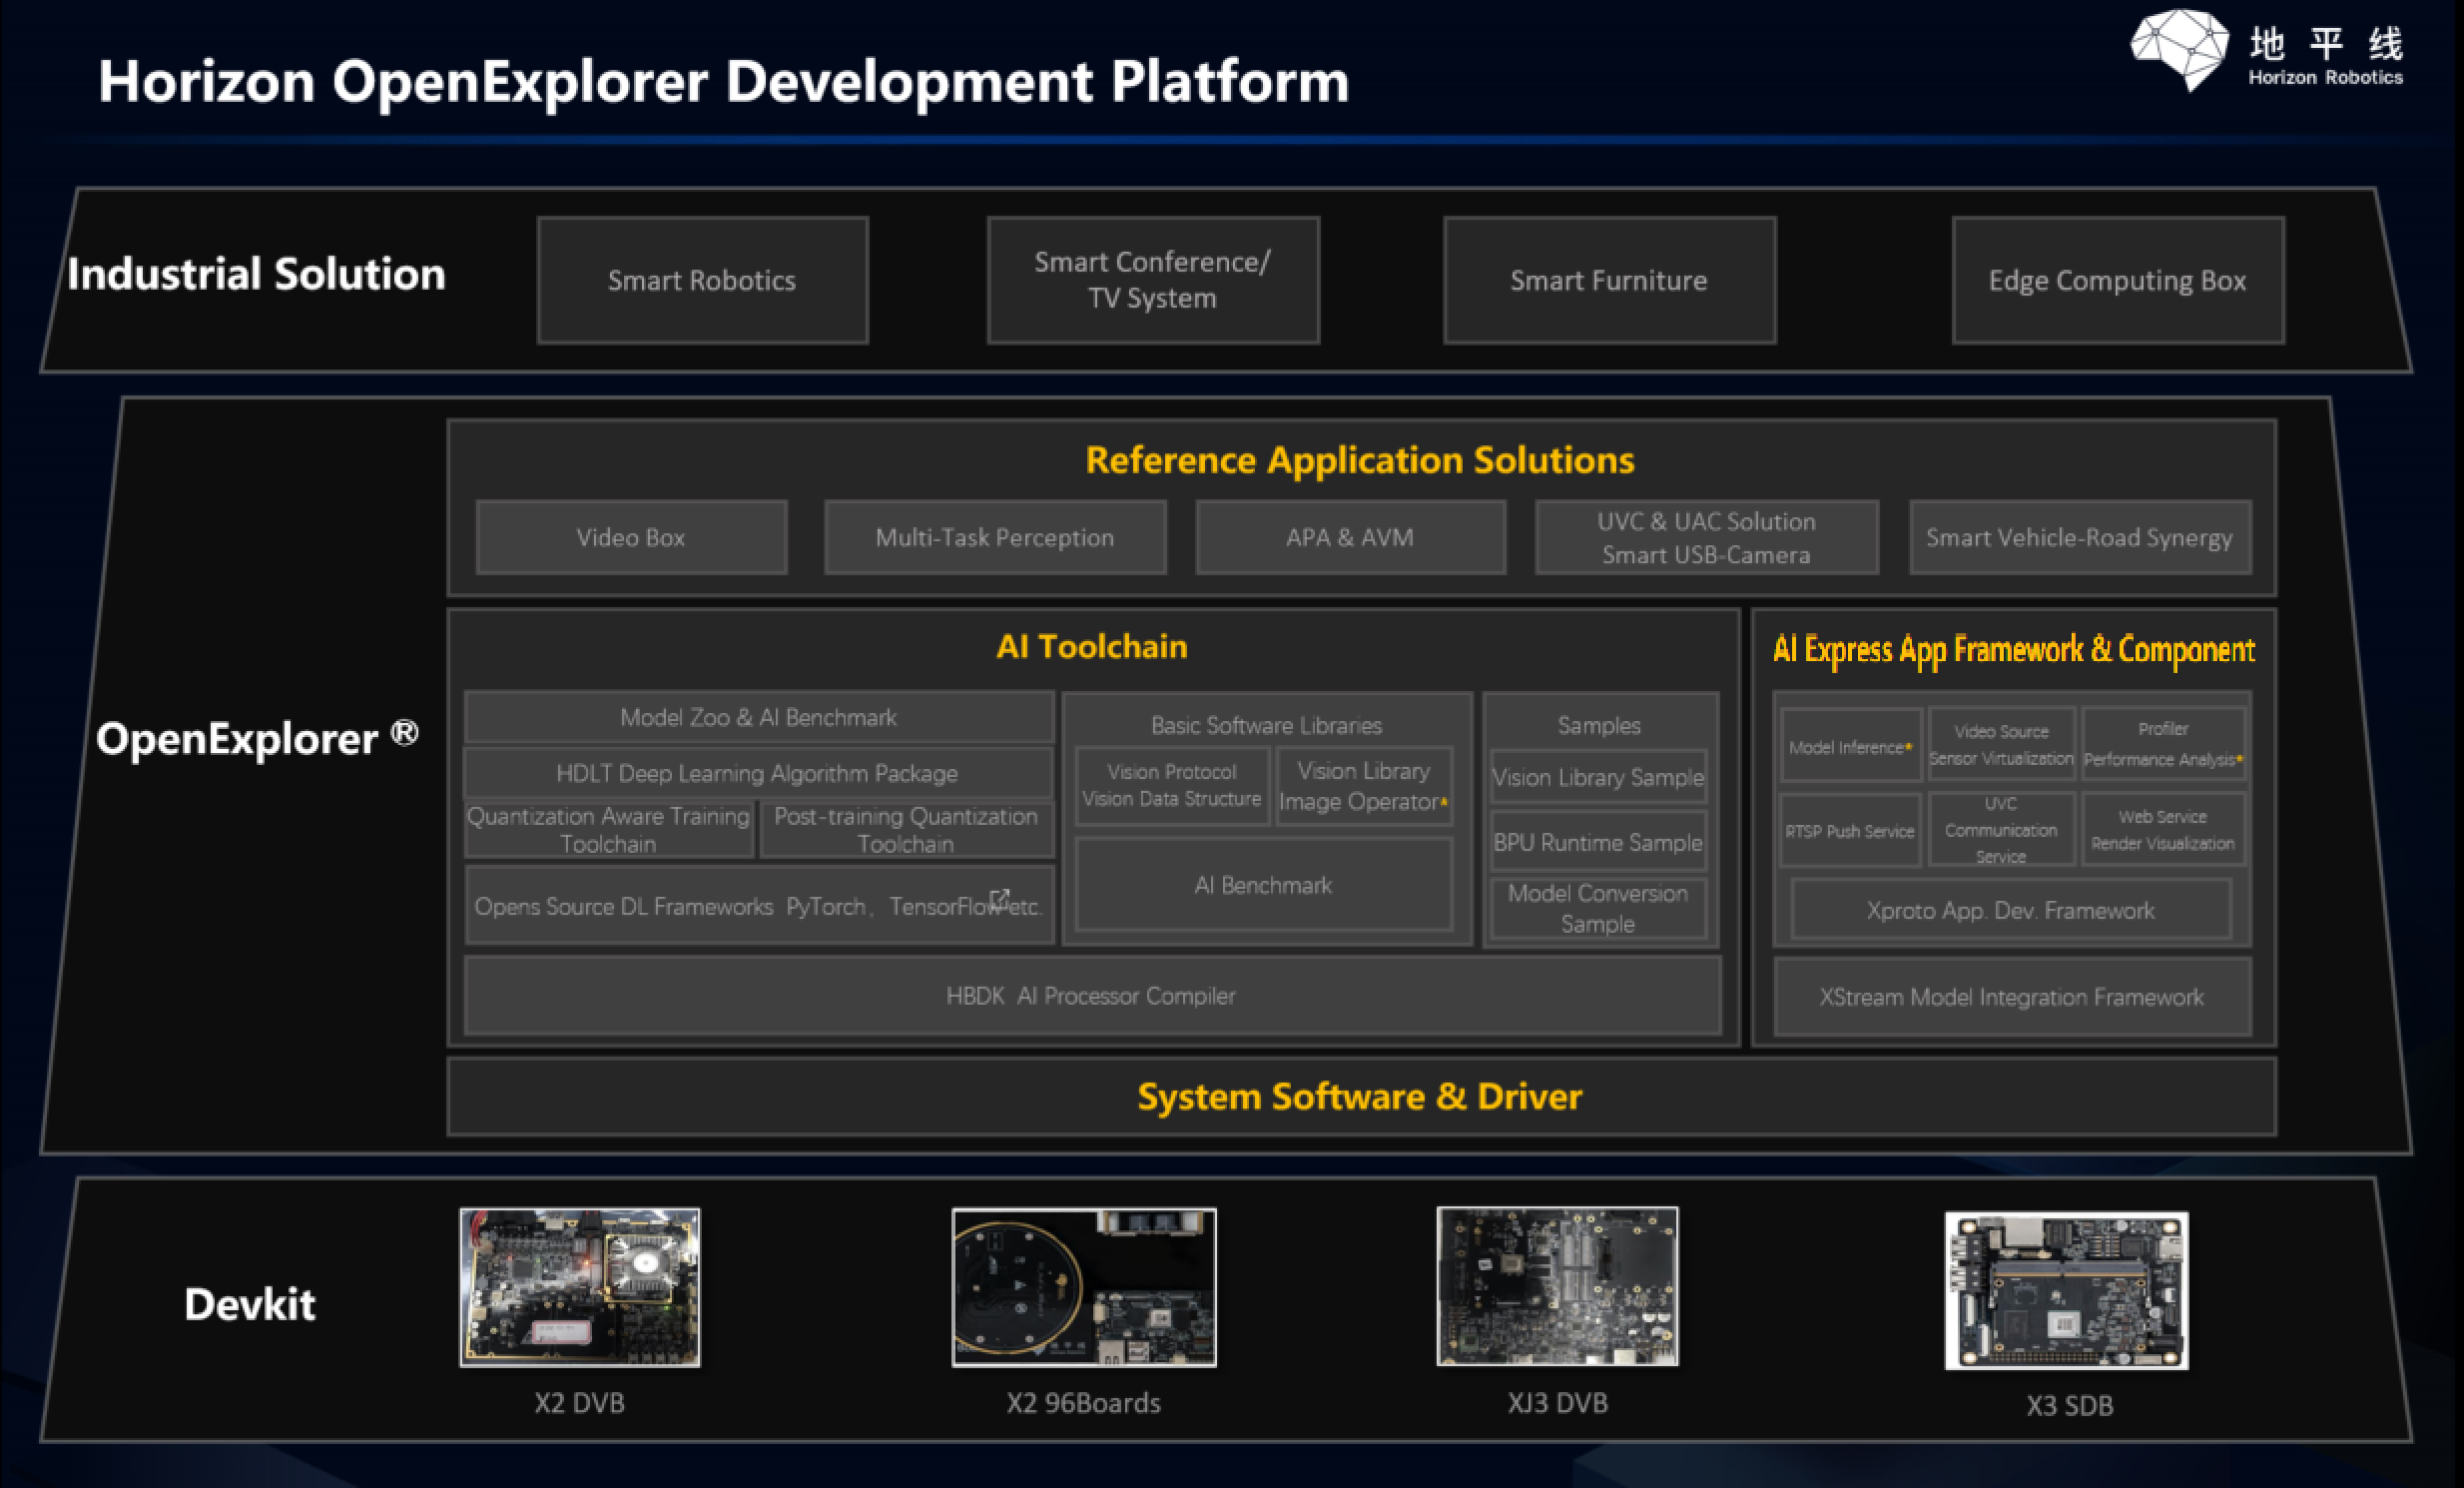 Horizon OpenExplorer Development Platform
地平线
Horizon Robotics
Industrial Solution
Smart Robotics
Smart Conference/
TV System
Smart Furniture
Edge Computing Box
OpenExplorer ®
Reference Application Solutions
Video Box
Multi-Task Perception
APA & AVM
UVC & UAC Solution
Smart USB-Camera
Smart Vehicle-Road Synergy
AI Toolchain
Model Zoo & AI Benchmark
HDLT Deep Learning Algorithm Package
Quantization Aware Training
Toolchain
Post-training Quantization
Toolchain
Opens Source DL Frameworks PyTorch、TensorFlow etc.
Basic Software Libraries
Vision Protocol
Vision Data Structure
Vision Library
Image Operator*
AI Benchmark
Samples
Vision Library Sample
BPU Runtime Sample
Model Conversion
Sample
HBDK AI Processor Compiler
AI Express App Framework & Component
Model Inference*
Video Source
Sensor Virtualization
Profiler
Performance Analysis*
RTSP Push Service
UVC
Communication
Service
Web Service
Render Visualization
Xproto App. Dev. Framework
XStream Model Integration Framework
System Software & Driver
Devkit
X2 DVB
X2 96Boards
XJ3 DVB
X3 SDB